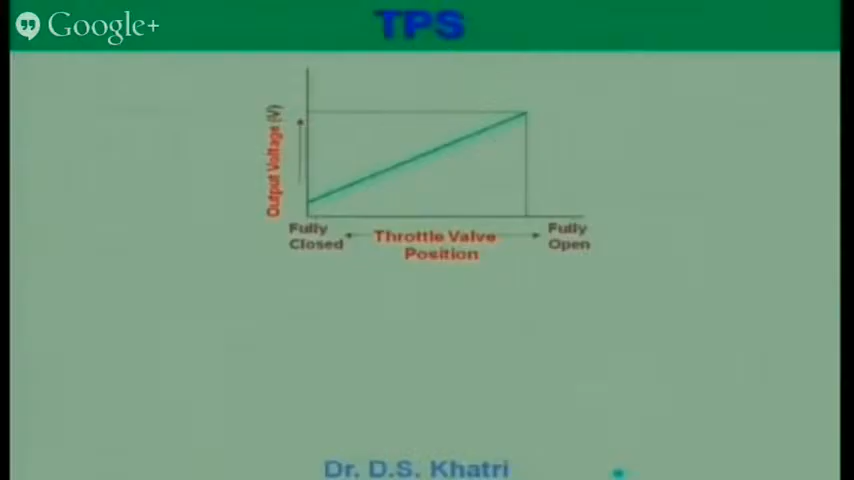 Google+
TPS
Output Voltage (V)
Fully
Closed
Throttle Valve
Position
Fully
Open
Dr. D.S. Khatri